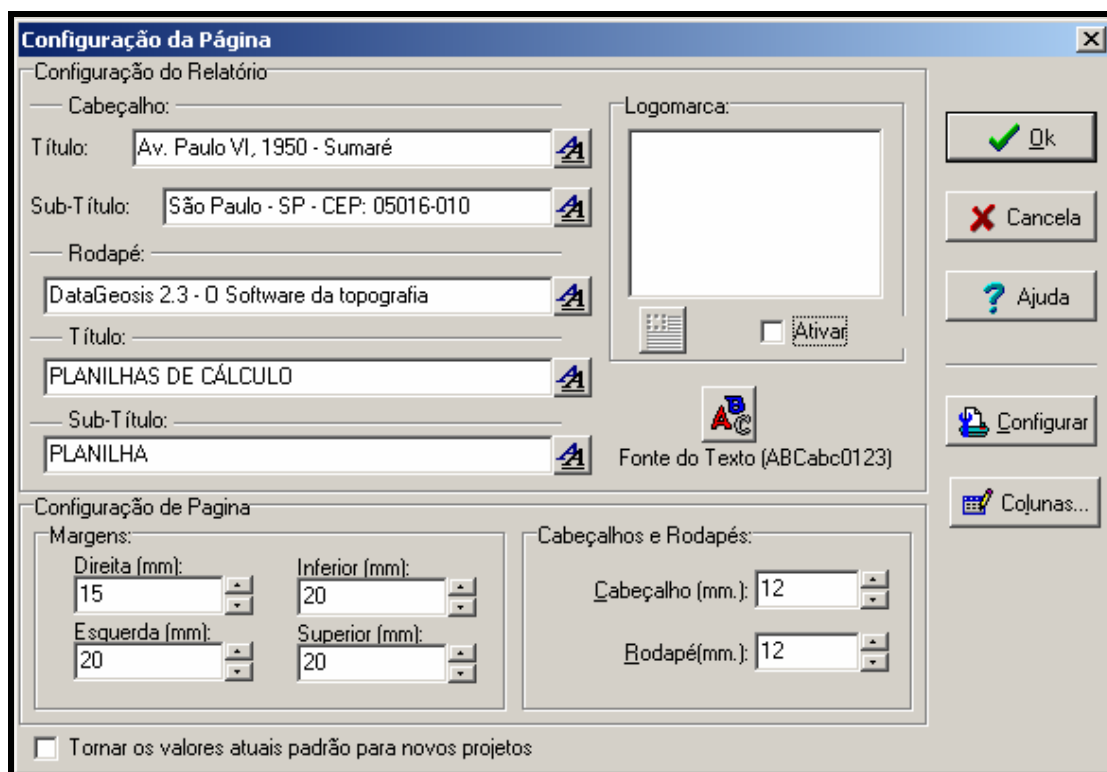 Configuração da Página
Configuração do Relatório
Cabeçalho:
Título: Av. Paulo VI, 1950 - Sumaré
Sub-Título: São Paulo - SP - CEP: 05016-010
Rodapé:
DataGeosis 2.3 - O Software da topografia
Título:
PLANILHAS DE CÁLCULO
Sub-Título:
PLANILHA
Logomarca:
Ativar
Fonte do Texto (ABCabc0123)
Ok
Cancela
Ajuda
Configurar
Colunas...
Configuração de Pagina
Margens:
Direita (mm): 15
Inferior (mm): 20
Esquerda (mm): 20
Superior (mm): 20
Cabeçalhos e Rodapés:
Cabeçalho (mm.): 12
Rodapé(mm.): 12
Tornar os valores atuais padrão para novos projetos